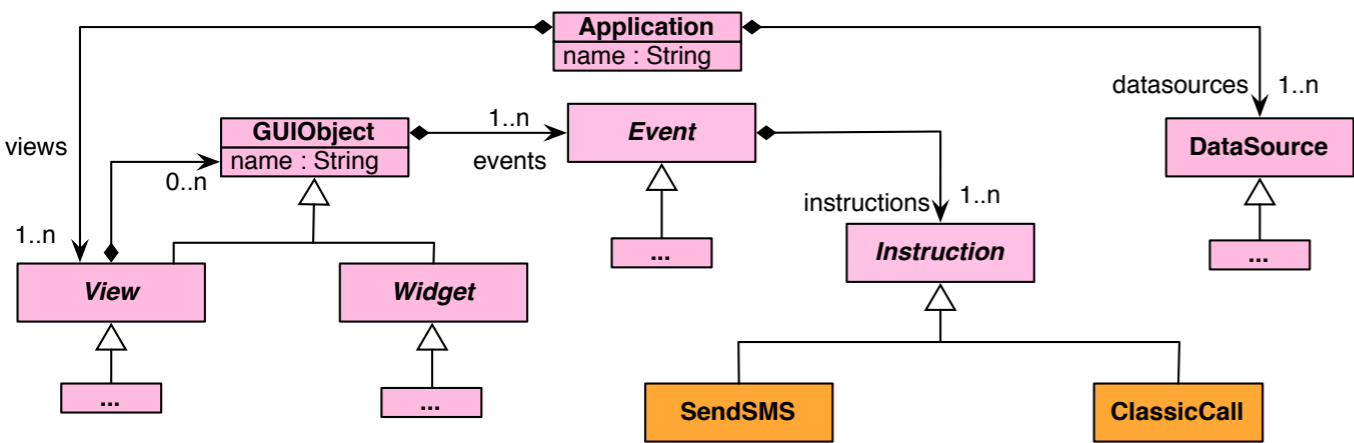 Application
name : String
datasources
1..n
views
GUIObject
name : String
1..n
events
Event
DataSource
0..n
instructions
1..n
1..n
...
Instruction
...
View
Widget
...
...
SendSMS
ClassicCall